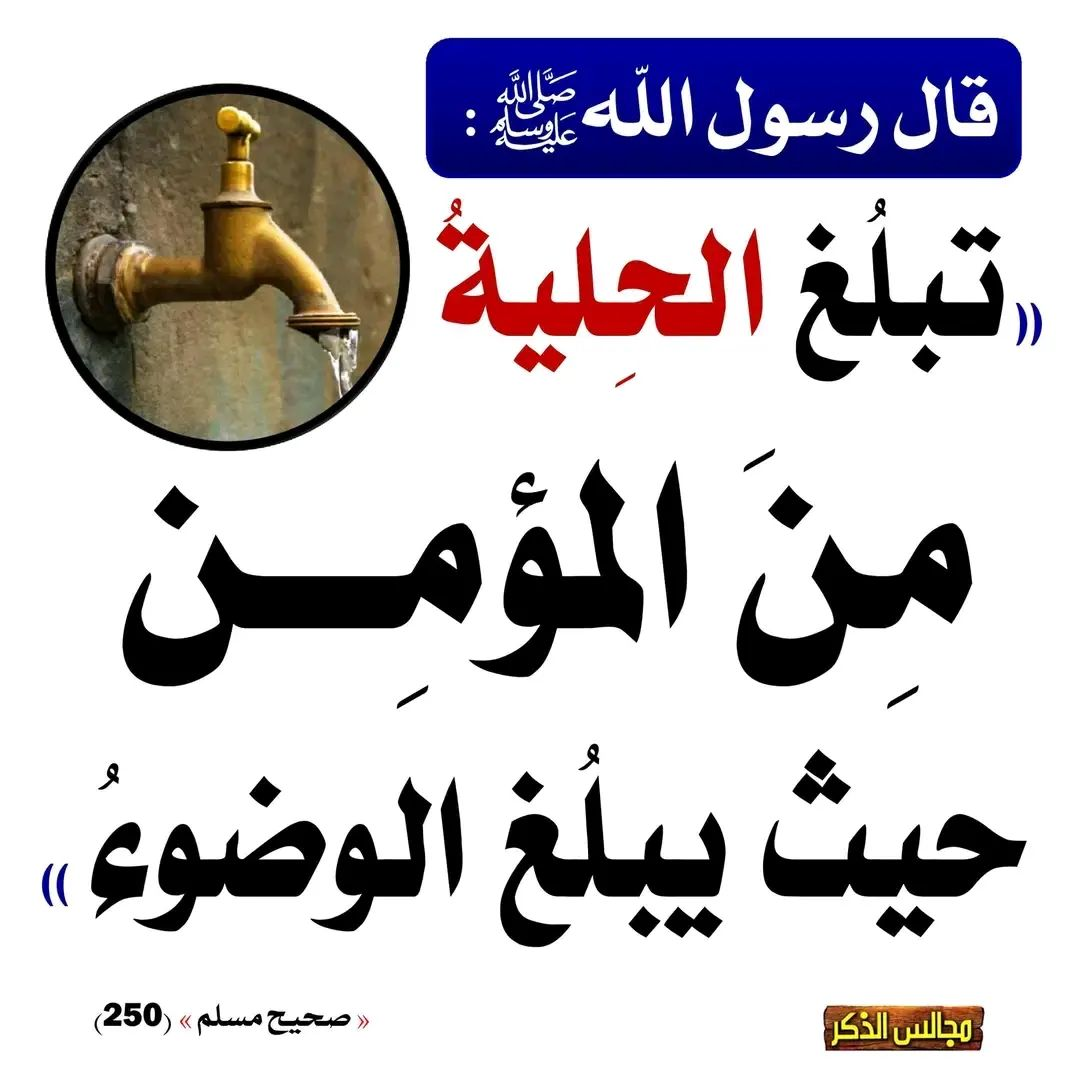 قال رسول الله ﷺ :
« تبلُغ الحِليةُ
مِنَ المؤمِن
حيث يبلُغ الوضوءُ »
« صحيح مسلم » (250)
مجالس الذكر